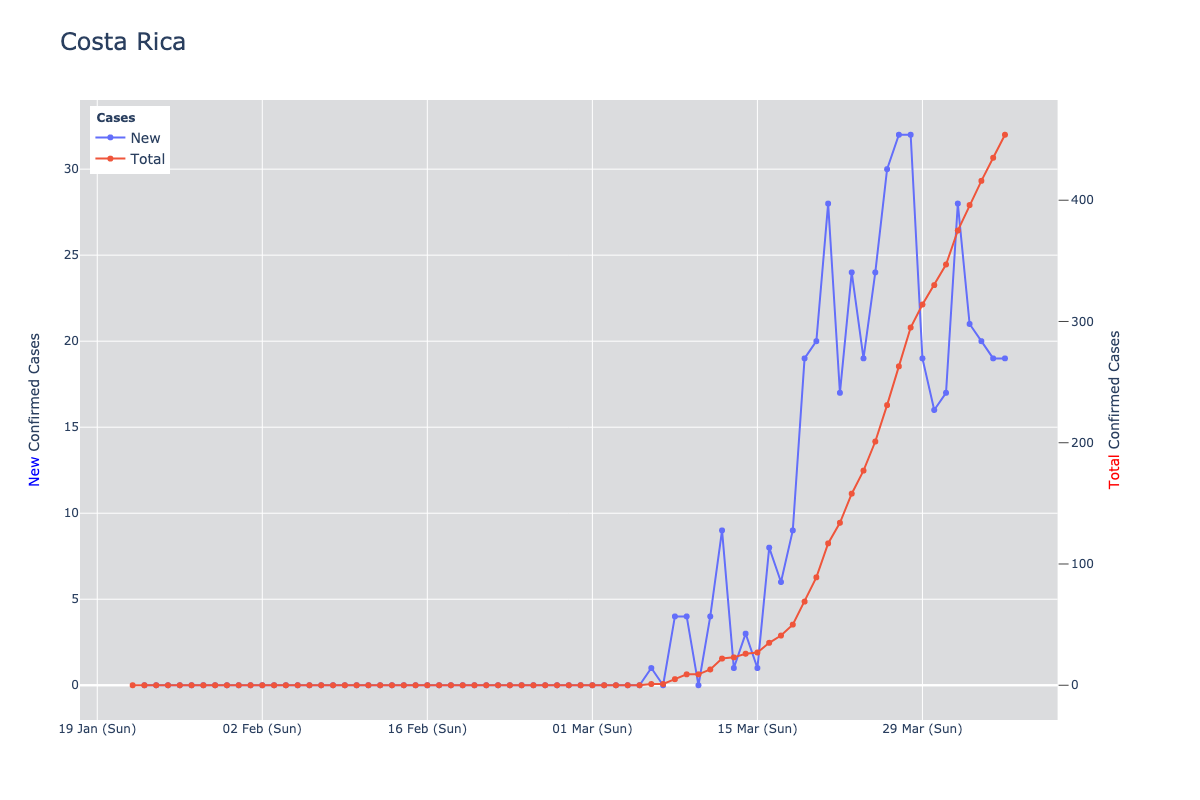 Costa Rica
Cases
New
Total
30
25
20
15
10
5
0
400
300
200
100
0
New Confirmed Cases
Total Confirmed Cases
19 Jan (Sun)
02 Feb (Sun)
16 Feb (Sun)
01 Mar (Sun)
15 Mar (Sun)
29 Mar (Sun)